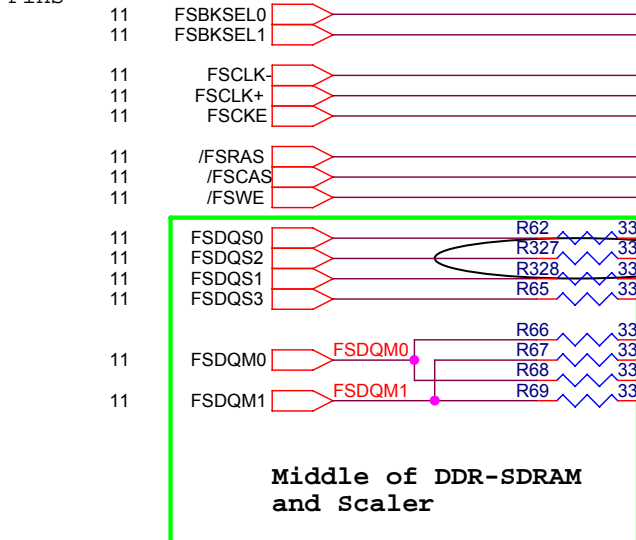 11 FSBKSEL0
11 FSBKSEL1
11 FSCLK-
11 FSCLK+
11 FSCKE
11 /FSRAS
11 /FSCAS
11 /FSWE
11 FSDQS0 R62 33
11 FSDQS2 R327 33
11 FSDQS1 R328 33
11 FSDQS3 R65 33
R66 33
11 FSDQM0 FSDQM0 R67 33
R68 33
11 FSDQM1 FSDQM1 R69 33
Middle of DDR-SDRAM
and Scaler